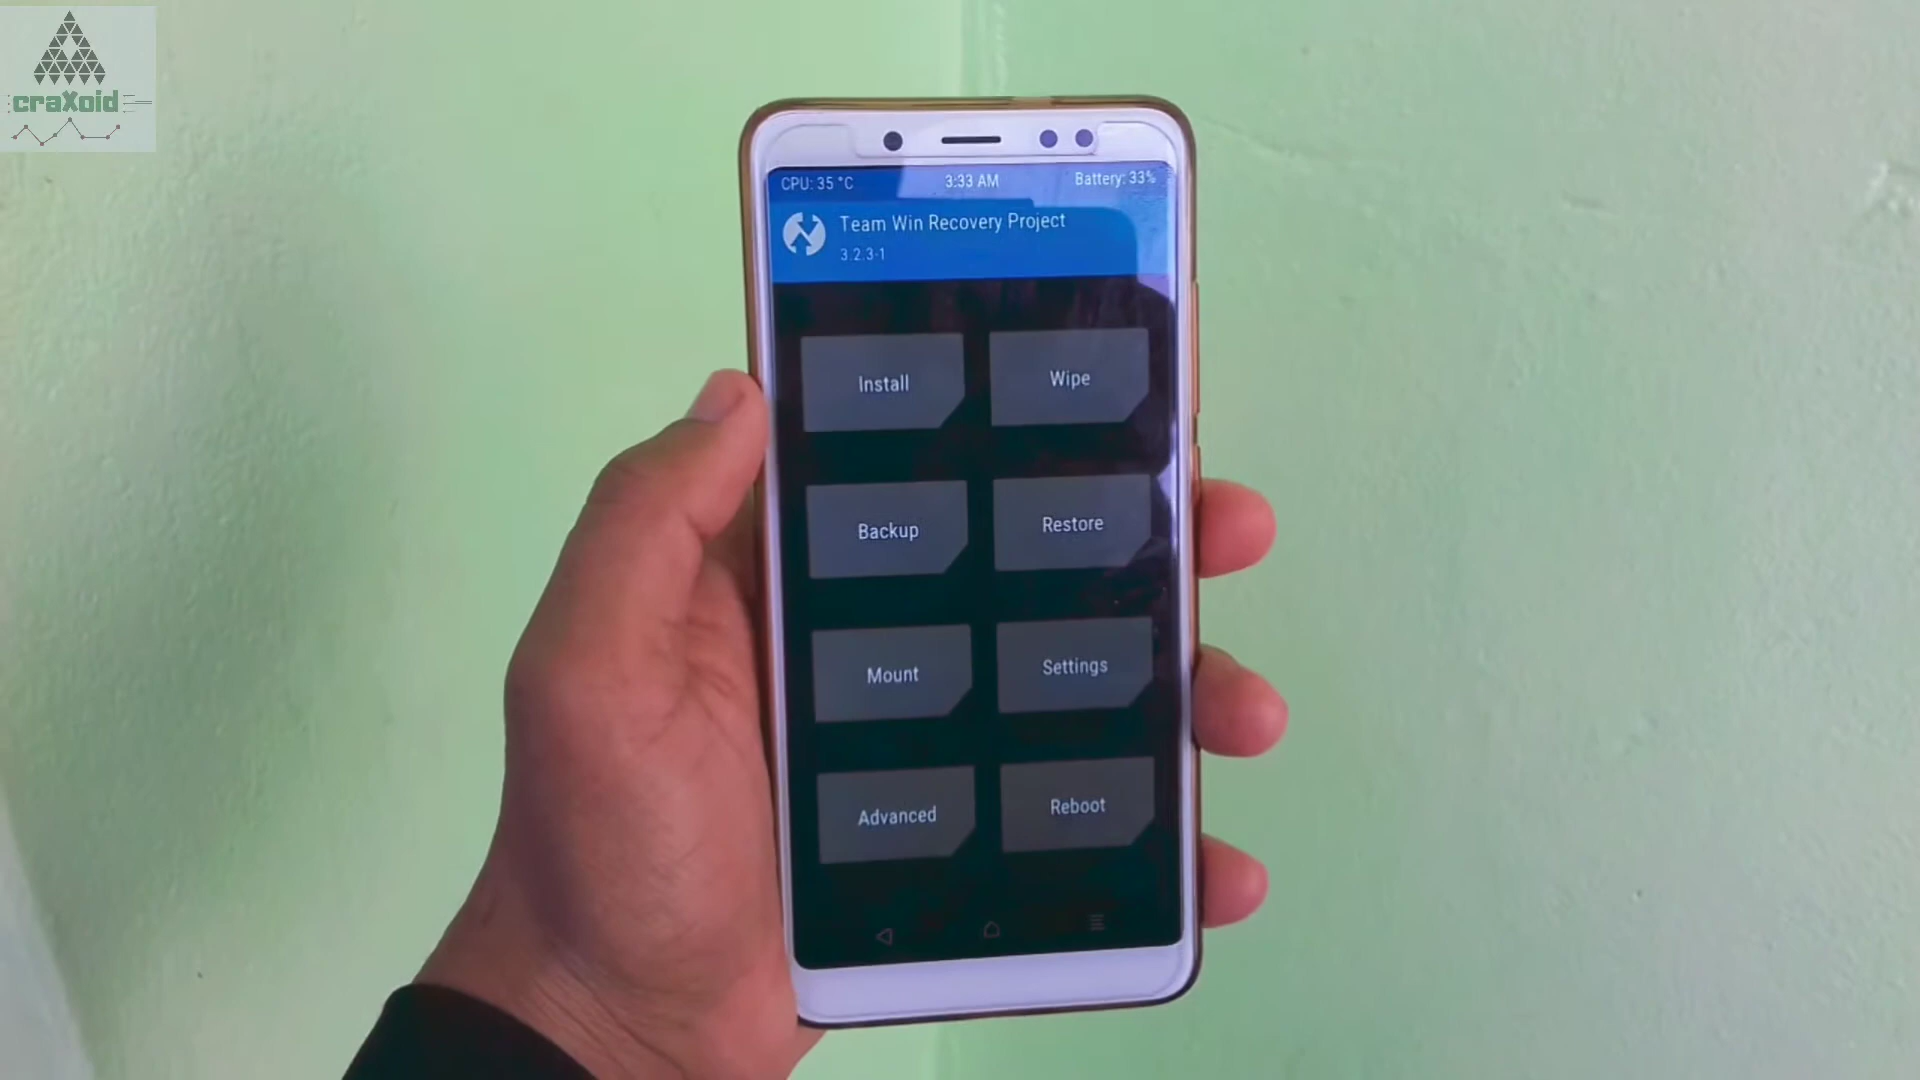 craXoid
CPU: 35 °C 3:33 AM Battery: 33%
Team Win Recovery Project
3.2.3-1
Install Wipe
Backup Restore
Mount Settings
Advanced Reboot